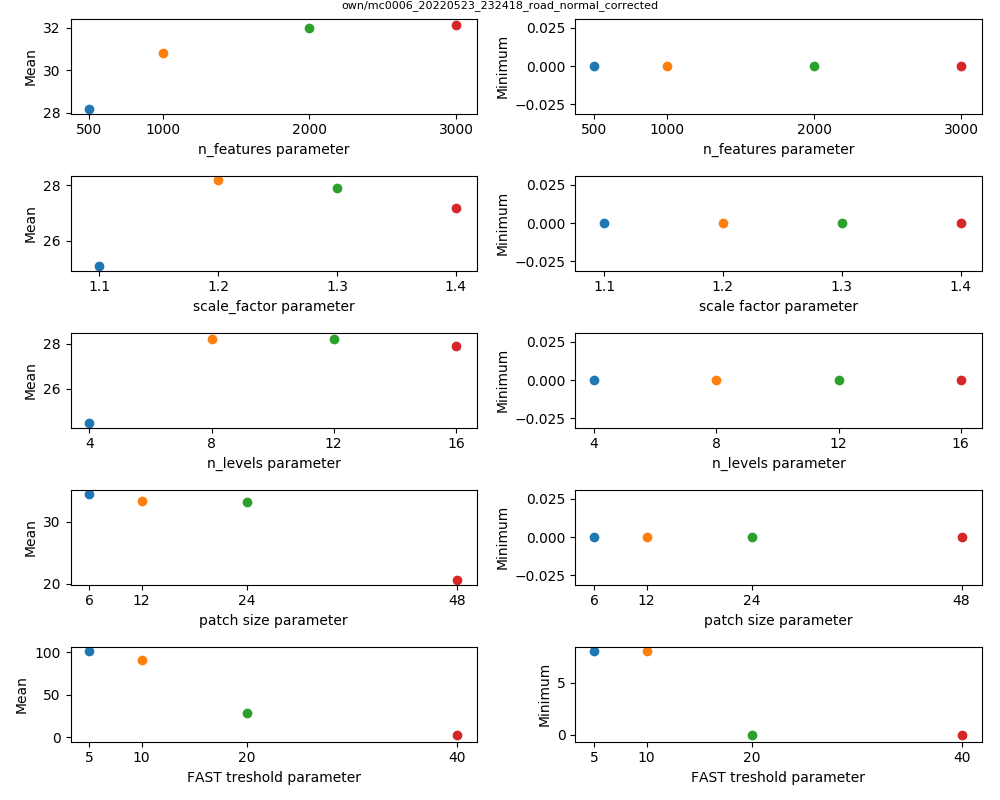 own/mc0006_20220523_232418_road_normal_corrected
32
30
28
Mean
500 1000 2000 3000
n_features parameter
0.025
0.000
−0.025
Minimum
500 1000 2000 3000
n_features parameter
28
26
Mean
1.1 1.2 1.3 1.4
scale_factor parameter
0.025
0.000
−0.025
Minimum
1.1 1.2 1.3 1.4
scale factor parameter
28
26
Mean
4 8 12 16
n_levels parameter
0.025
0.000
−0.025
Minimum
4 8 12 16
n_levels parameter
30
20
Mean
6 12 24 48
patch size parameter
0.025
0.000
−0.025
Minimum
6 12 24 48
patch size parameter
100
50
0
Mean
5 10 20 40
FAST treshold parameter
5
0
Minimum
5 10 20 40
FAST treshold parameter